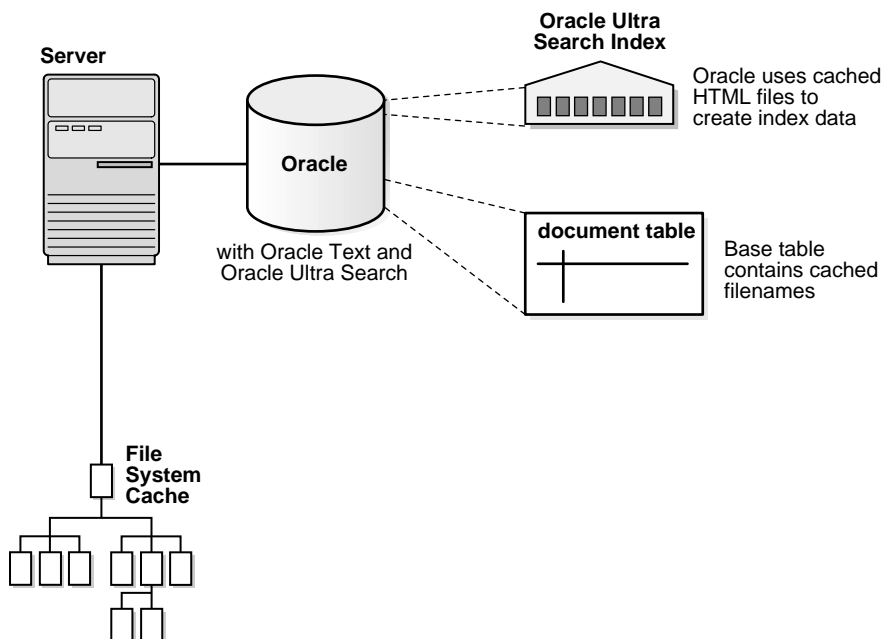 Oracle Ultra
Search Index
Server
Oracle uses cached
HTML files to
create index data
Oracle
with Oracle Text and
Oracle Ultra Search
document table
Base table
contains cached
filenames
File
System
Cache